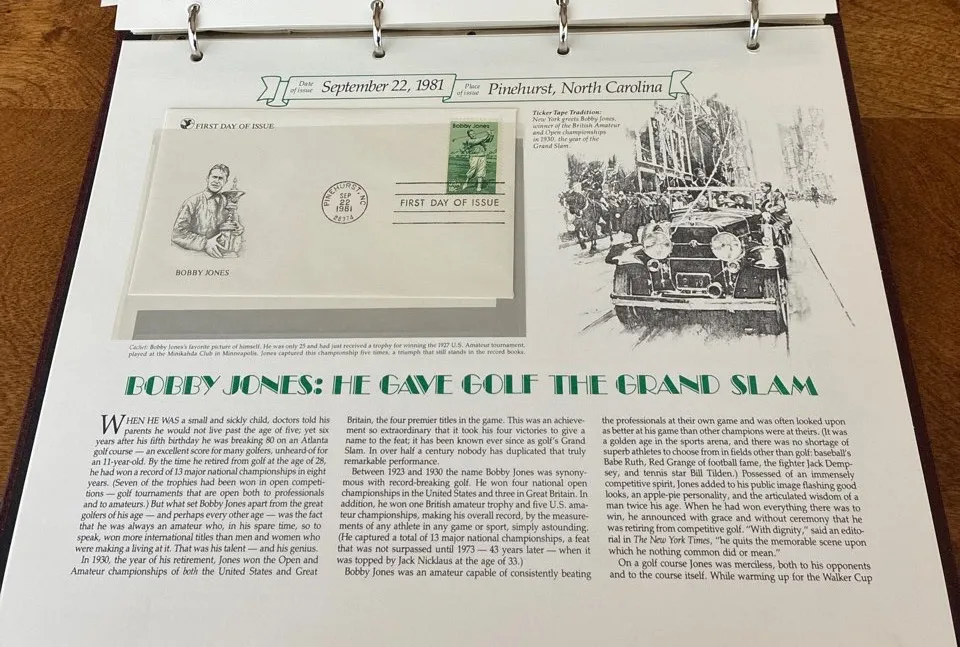 Date of issue September 22, 1981 Place of issue Pinehurst, North Carolina
FIRST DAY OF ISSUE
Bobby Jones
USA 18c
PINEHURST, NC
SEP
22
1981
28374
FIRST DAY OF ISSUE
BOBBY JONES
Ticker Tape Tradition:
New York greets Bobby Jones,
winner of the British Amateur
and Open championships
in 1930, the year of the
Grand Slam.
Cachet: Bobby Jones's favorite picture of himself. He was only 25 and had just received a trophy for winning the 1927 U.S. Amateur tournament,
played at the Minikahda Club in Minneapolis. Jones captured this championship five times, a triumph that still stands in the record books.
BOBBY JONES: HE GAVE GOLF THE GRAND SLAM
WHEN HE WAS a small and sickly child, doctors told his
parents he would not live past the age of five; yet six
years after his fifth birthday he was breaking 80 on an Atlanta
golf course — an excellent score for many golfers, unheard-of for
an 11-year-old. By the time he retired from golf at the age of 28,
he had won a record of 13 major national championships in eight
years. (Seven of the trophies had been won in open competi-
tions — golf tournaments that are open both to professionals
and to amateurs.) But what set Bobby Jones apart from the great
golfers of his age — and perhaps every other age — was the fact
that he was always an amateur who, in his spare time, so to
speak, won more international titles than men and women who
were making a living at it. That was his talent — and his genius.
In 1930, the year of his retirement, Jones won the Open and
Amateur championships of both the United States and Great
Britain, the four premier titles in the game. This was an achieve-
ment so extraordinary that it took his four victories to give a
name to the feat; it has been known ever since as golf's Grand
Slam. In over half a century nobody has duplicated that truly
remarkable performance.
Between 1923 and 1930 the name Bobby Jones was synony-
mous with record-breaking golf. He won four national open
championships in the United States and three in Great Britain. In
addition, he won one British amateur trophy and five U.S. ama-
teur championships, making his overall record, by the measure-
ments of any athlete in any game or sport, simply astounding.
(He captured a total of 13 major national championships, a feat
that was not surpassed until 1973 — 43 years later — when it
was topped by Jack Nicklaus at the age of 33.)
Bobby Jones was an amateur capable of consistently beating
the professionals at their own game and was often looked upon
as better at his game than other champions were at theirs. (It was
a golden age in the sports arena, and there was no shortage of
superb athletes to choose from in fields other than golf: baseball's
Babe Ruth, Red Grange of football fame, the fighter Jack Demp-
sey, and tennis star Bill Tilden.) Possessed of an immensely
competitive spirit, Jones added to his public image flashing good
looks, an apple-pie personality, and the articulated wisdom of a
man twice his age. When he had won everything there was to
win, he announced with grace and without ceremony that he
was retiring from competitive golf. "With dignity," said an edito-
rial in The New York Times, "he quits the memorable scene upon
which he nothing common did or mean."
On a golf course Jones was merciless, both to his opponents
and to the course itself. While warming up for the Walker Cup